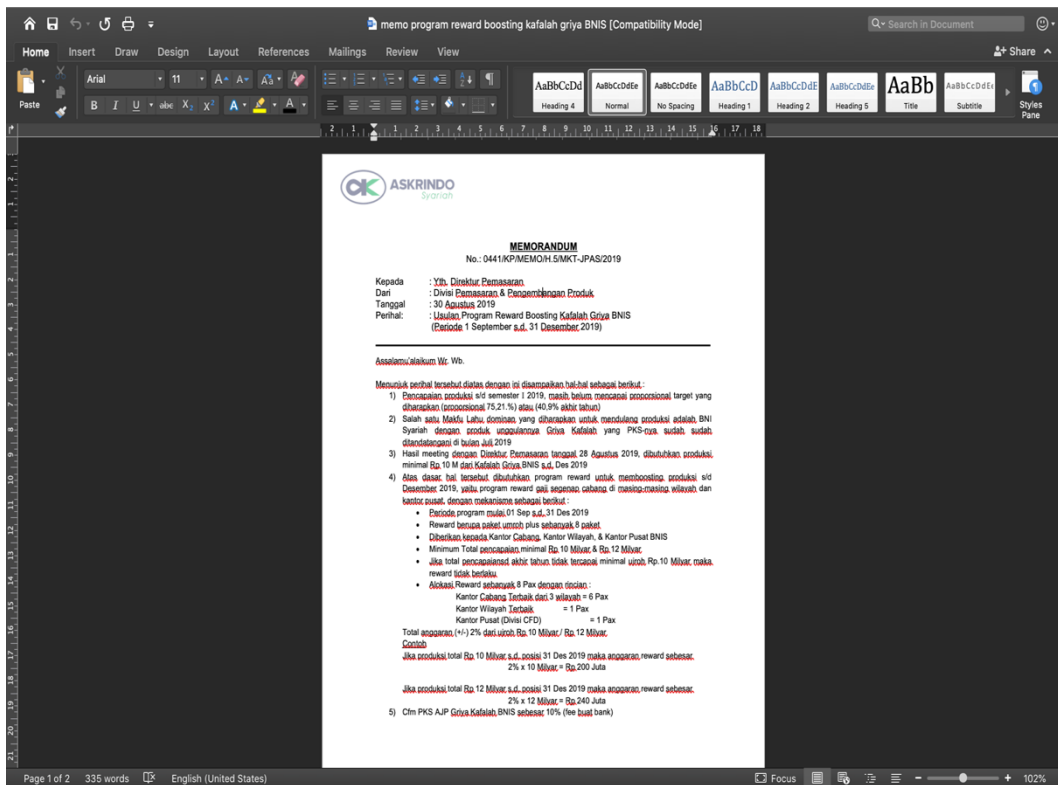 memo program reward boosting kafalah griya BNIS [Compatibility Mode]
Search in Document
Home Insert Draw Design Layout References Mailings Review View
Share
Paste
Arial 11
AaBbCcDd AaBbCcDdEe AaBbCcDdEe AaBbCcD AaBbCcDdE AaBbCcDdEe AaBb AaBbCcDdEe
Heading 4 Normal No Spacing Heading 1 Heading 2 Heading 5 Title Subtitle
Styles Pane
ASKRINDO
Syariah
MEMORANDUM
No.: 0441/KP/MEMO/H.5/MKT-JPAS/2019
Kepada : Yth. Direktur Pemasaran
Dari : Divisi Pemasaran & Pengembangan Produk
Tanggal : 30 Agustus 2019
Perihal: : Usulan Program Reward Boosting Kafalah Griya BNIS
(Periode 1 September s.d. 31 Desember 2019)
Assalamu'alaikum Wr. Wb.
Menunjuk perihal tersebut diatas dengan ini disampaikan hal-hal sebagai berikut :
1) Pencapaian produksi s/d semester I 2019, masih belum mencapai proporsional target yang
diharapkan (proporsional 75,21.%) atau (40,9% akhir tahun)
2) Salah satu Makfu Lahu dominan yang diharapkan untuk mendulang produksi adalah BNI
Syariah dengan produk unggulannya Griya Kafalah yang PKS-nya sudah sudah
ditandatangani di bulan Juli 2019
3) Hasil meeting dengan Direktur Pemasaran tanggal 28 Agustus 2019, dibutuhkan produksi
minimal Rp 10 M dari Kafalah Griya BNIS s.d. Des 2019
4) Atas dasar hal tersebut dibutuhkan program reward untuk memboosting produksi s/d
Desember 2019, yaitu program reward gaji segenap cabang di masing-masing wilayah dan
kantor pusat, dengan mekanisme sebagai berikut :
• Periode program mulai 01 Sep s.d. 31 Des 2019
• Reward berupa paket umroh plus sebanyak 8 paket
• Diberikan kepada Kantor Cabang, Kantor Wilayah, & Kantor Pusat BNIS
• Minimum Total pencapaian minimal Rp.10 Milyar & Rp.12 Milyar
• Jika total pencapaiansd akhir tahun tidak tercapai minimal ujroh Rp.10 Milyar maka
reward tidak berlaku
• Alokasi Reward sebanyak 8 Pax dengan rincian :
Kantor Cabang Terbaik dari 3 wilayah = 6 Pax
Kantor Wilayah Terbaik = 1 Pax
Kantor Pusat (Divisi CFD) = 1 Pax
Total anggaran (+/-) 2% dari ujroh Rp.10 Milyar / Rp.12 Milyar
Contoh
Jika produksi total Rp.10 Milyar s.d. posisi 31 Des 2019 maka anggaran reward sebesar
2% x 10 Milyar = Rp.200 Juta
Jika produksi total Rp.12 Milyar s.d. posisi 31 Des 2019 maka anggaran reward sebesar
2% x 12 Milyar = Rp.240 Juta
5) Cfm PKS AJP Griya Kafalah BNIS sebesar 10% (fee buat bank)
Page 1 of 2 335 words English (United States) Focus 102%